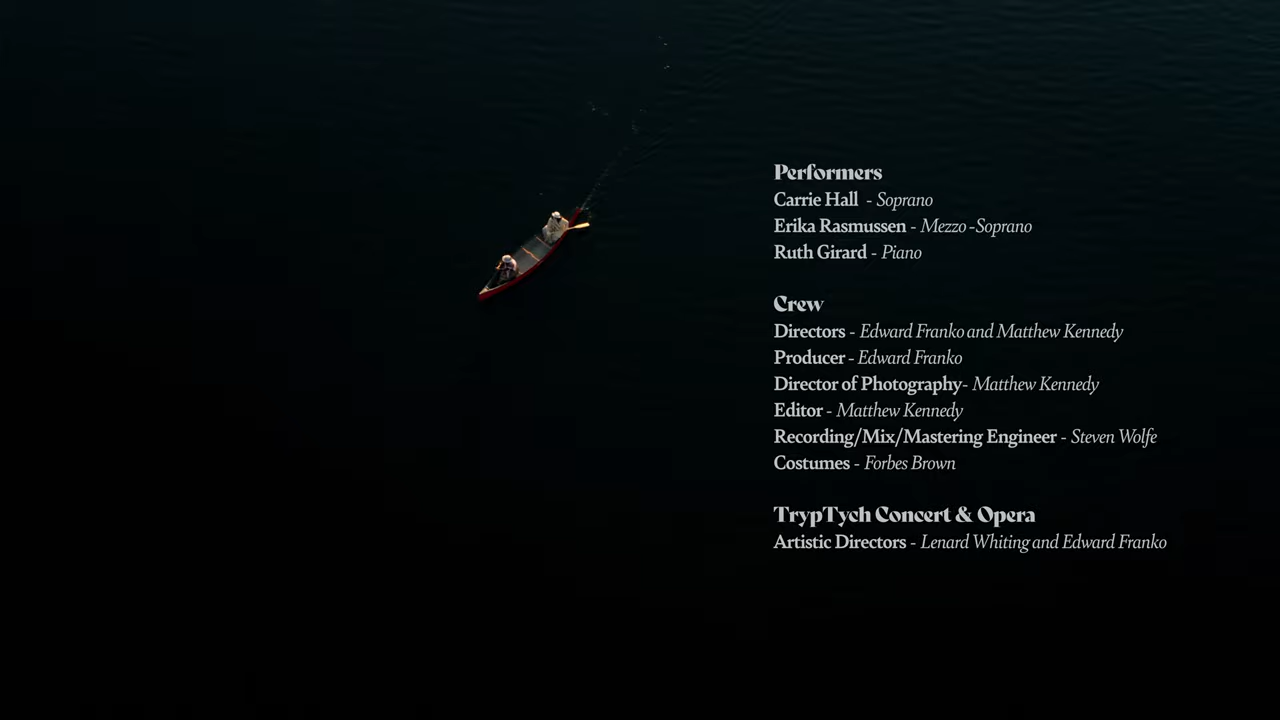 Performers
Carrie Hall - Soprano
Erika Rasmussen - Mezzo-Soprano
Ruth Girard - Piano
Crew
Directors - Edward Franko and Matthew Kennedy
Producer - Edward Franko
Director of Photography- Matthew Kennedy
Editor - Matthew Kennedy
Recording/Mix/Mastering Engineer - Steven Wolfe
Costumes - Forbes Brown
TrypTych Concert & Opera
Artistic Directors - Lenard Whiting and Edward Franko